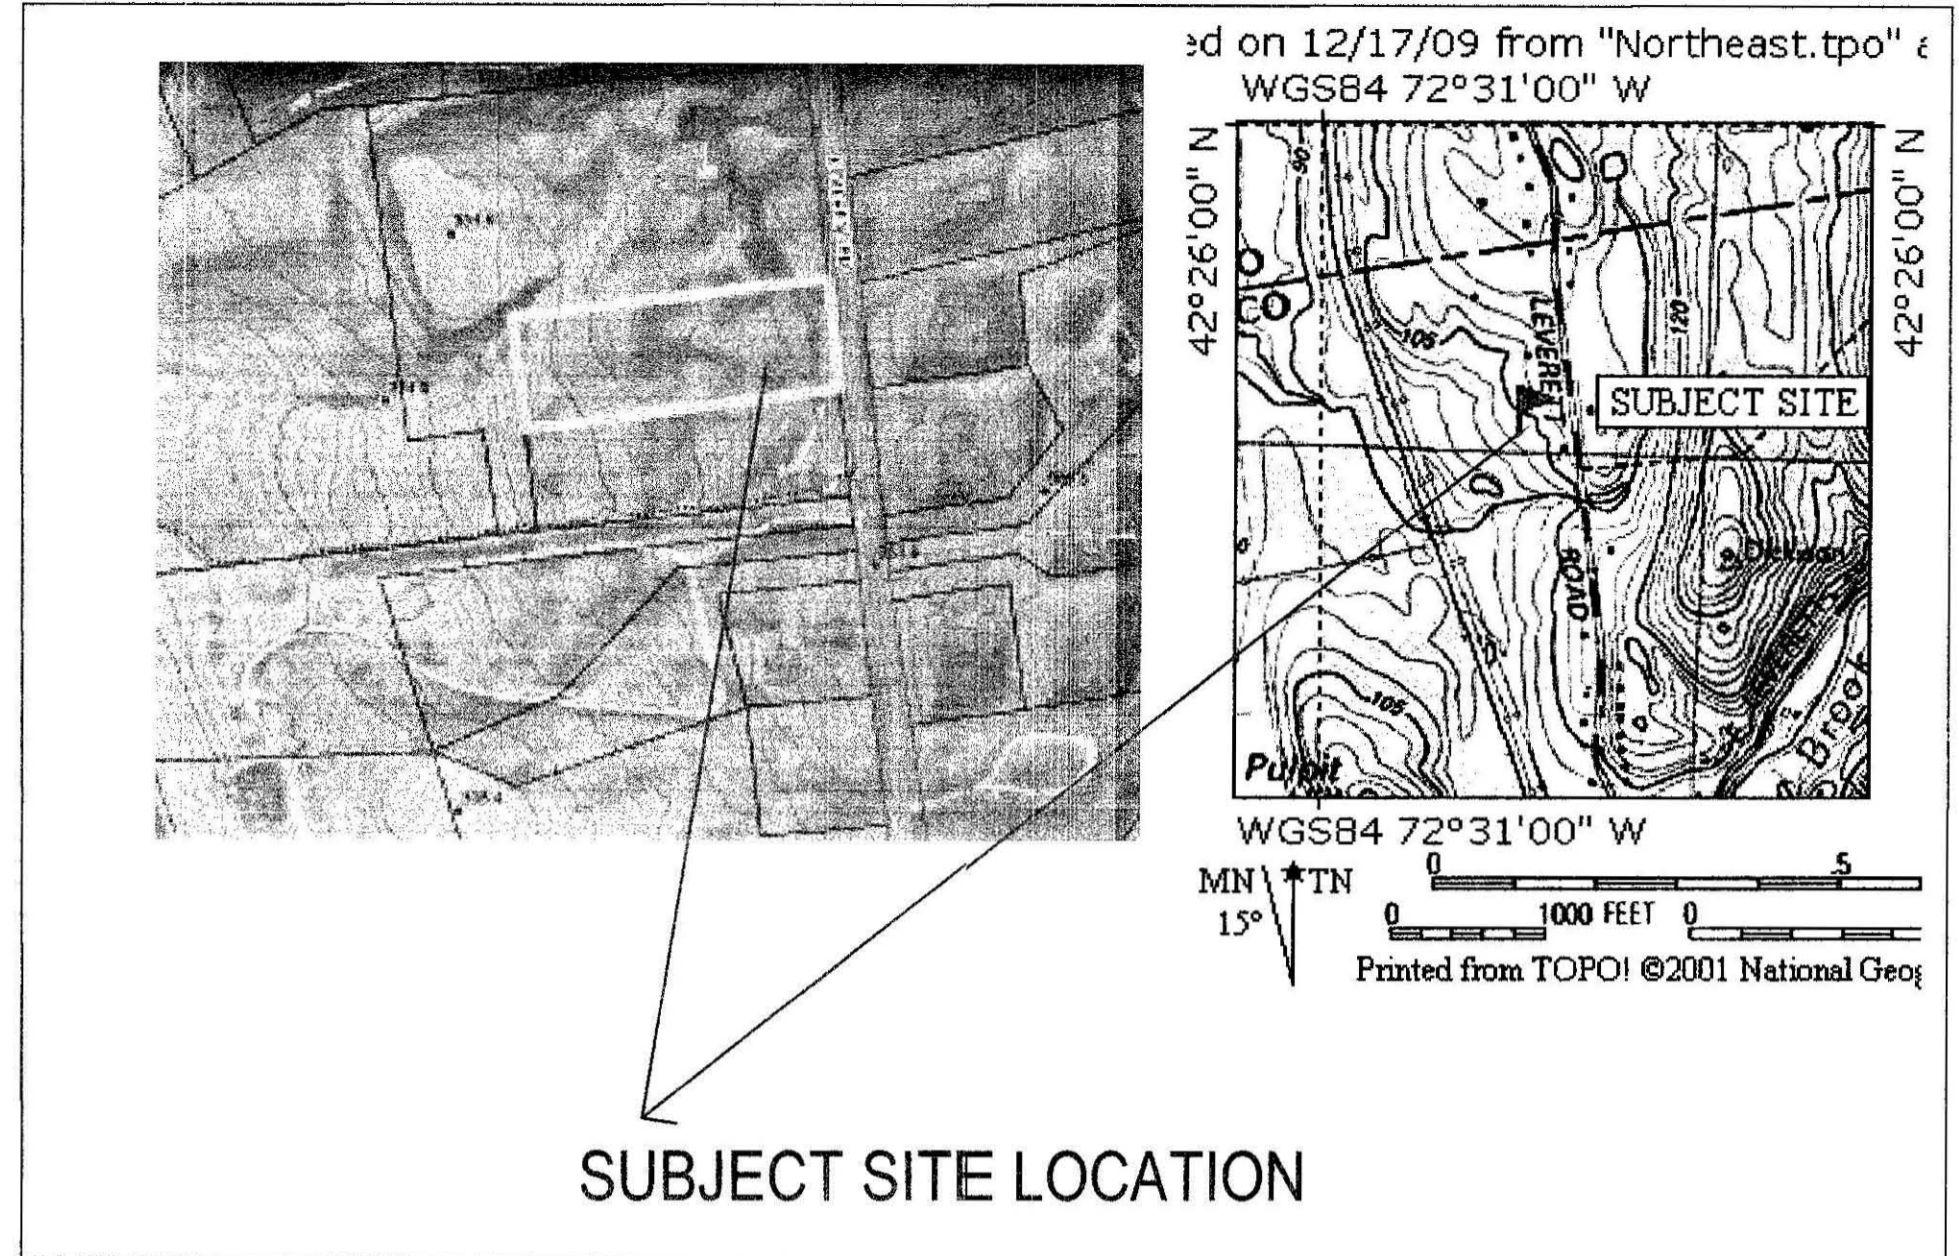 ed on 12/17/09 from "Northeast.tpo"
WGS84 72°31'00" W
42°26'00" N
42°26'00" N
90
105
LEVERETT
120
SUBJECT SITE
ROAD
105
Pulpit
Brook
WGS84 72°31'00" W
MN TN
15°
0 .5
0 1000 FEET 0
Printed from TOPO! ©2001 National Geog
SUBJECT SITE LOCATION